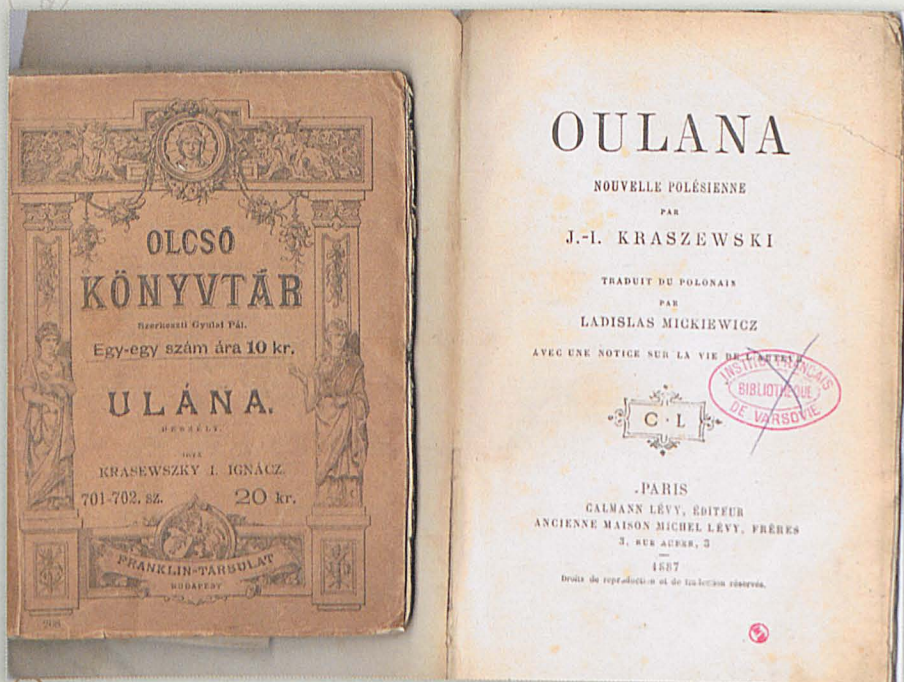 OLCSÓ
KÖNYVTÁR
Szerkeszti Gyulai Pál.
Egy-egy szám ára 10 kr.
ULÁNA.
BESZÉLY.
IRTA
KRASEWSZKY I. IGNÁCZ.
701-702. sz. 20 kr.
FRANKLIN-TÁRSULAT
BUDAPEST
OULANA
NOUVELLE POLÉSIENNE
PAR
J.-I. KRASZEWSKI
TRADUIT DU POLONAIS
PAR
LADISLAS MICKIEWICZ
AVEC UNE NOTICE SUR LA VIE DE L'AUTEUR
INSTITUT FRANÇAIS
BIBLIOTHEQUE
DE VARSOVIE
C · L
PARIS
CALMANN LÉVY, ÉDITEUR
ANCIENNE MAISON MICHEL LÉVY, FRÈRES
3, RUE AUBER, 3
1887
Droits de reproduction et de traduction réservés.